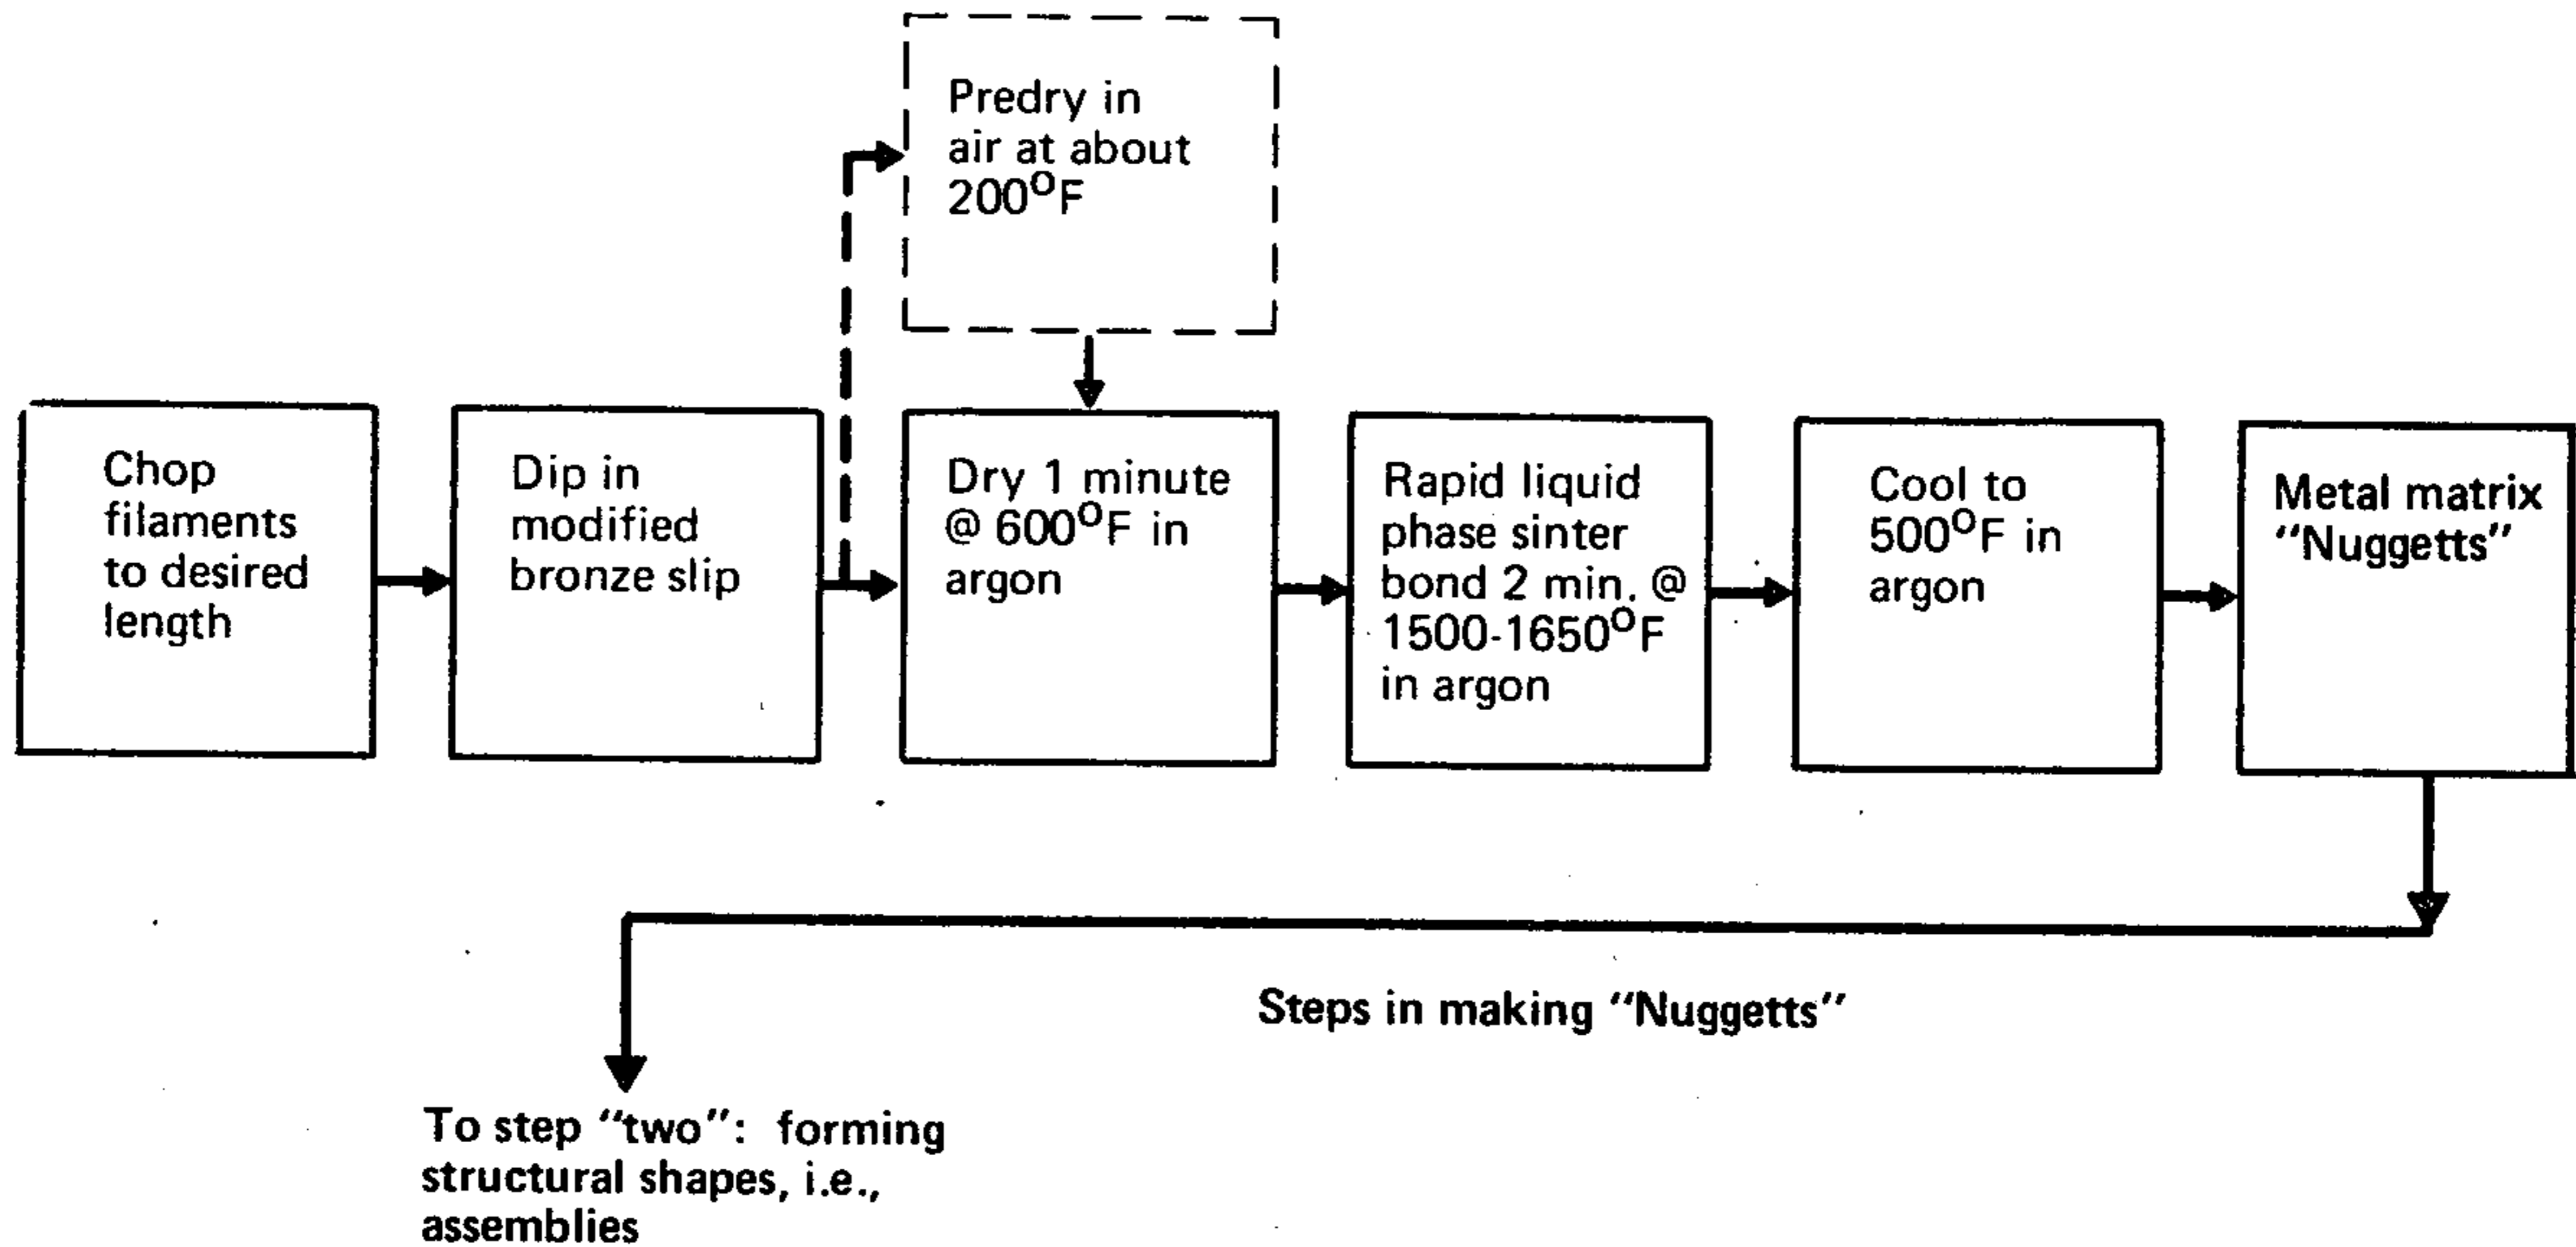 Predry in
air at about
200°F
Chop
filaments
to desired
length
Dip in
modified
bronze slip
Dry 1 minute
@ 600°F in
argon
Rapid liquid
phase sinter
bond 2 min. @
1500-1650°F
in argon
Cool to
500°F in
argon
Metal matrix
"Nuggetts"
Steps in making "Nuggetts"
To step "two": forming
structural shapes, i.e.,
assemblies